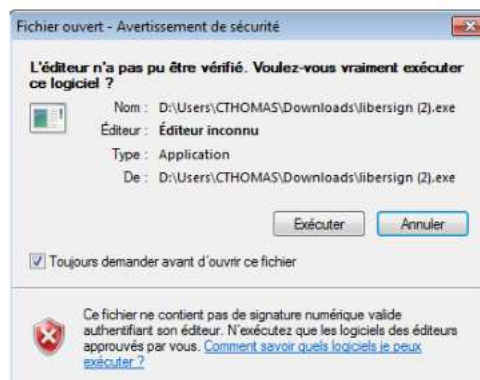 Fichier ouvert - Avertissement de sécurité
L'éditeur n'a pas pu être vérifié. Voulez-vous vraiment exécuter
ce logiciel ?
Nom : D:\Users\CTHOMAS\Downloads\libersign (2).exe
Éditeur : Éditeur inconnu
Type : Application
De : D:\Users\CTHOMAS\Downloads\libersign (2).exe
Exécuter Annuler
Toujours demander avant d'ouvrir ce fichier
Ce fichier ne contient pas de signature numérique valide
authentifiant son éditeur. N'exécutez que les logiciels des éditeurs
approuvés par vous. Comment savoir quels logiciels je peux
exécuter ?